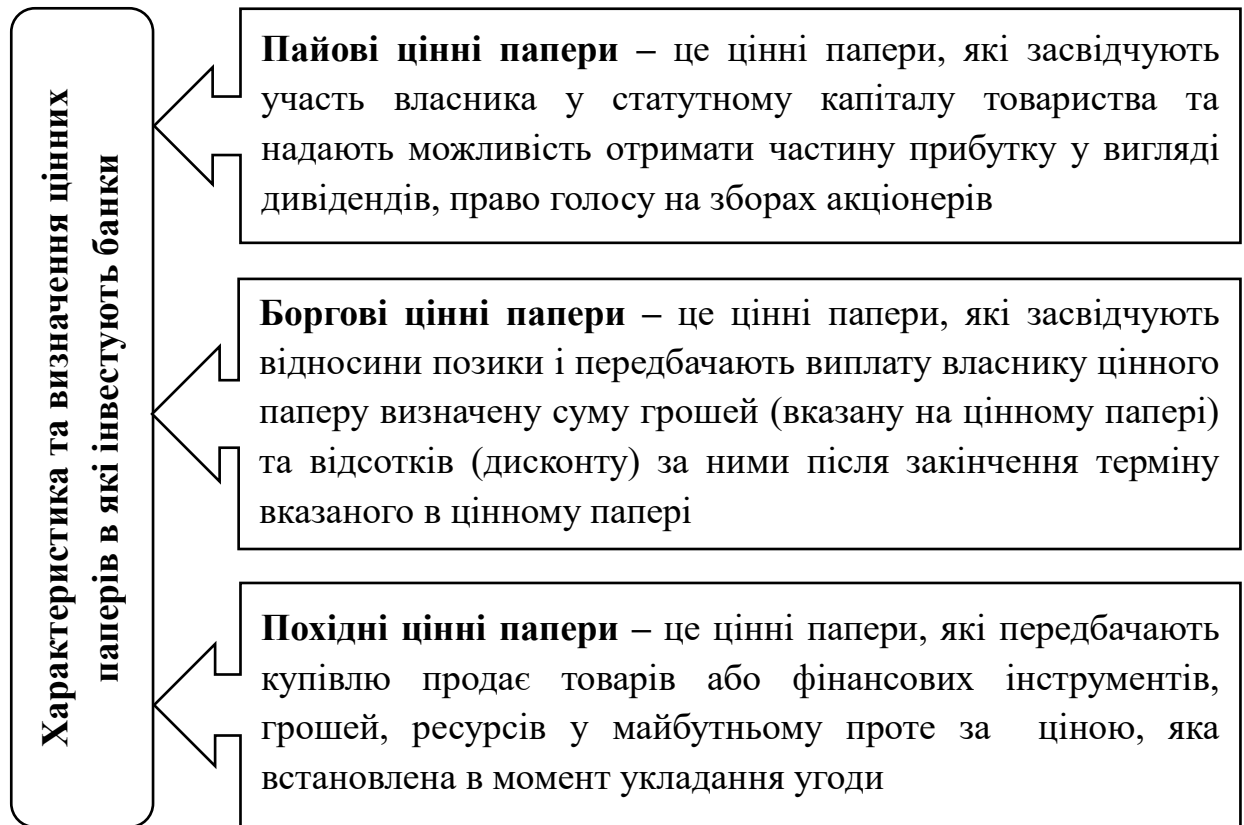 Характеристика та визначення цінних
паперів в які інвестують банки
Пайові цінні папери – це цінні папери, які засвідчують
участь власника у статутному капіталу товариства та
надають можливість отримати частину прибутку у вигляді
дивідендів, право голосу на зборах акціонерів
Боргові цінні папери – це цінні папери, які засвідчують
відносини позики і передбачають виплату власнику цінного
паперу визначену суму грошей (вказану на цінному папері)
та відсотків (дисконту) за ними після закінчення терміну
вказаного в цінному папері
Похідні цінні папери – це цінні папери, які передбачають
купівлю продає товарів або фінансових інструментів,
грошей, ресурсів у майбутньому проте за ціною, яка
встановлена в момент укладання угоди